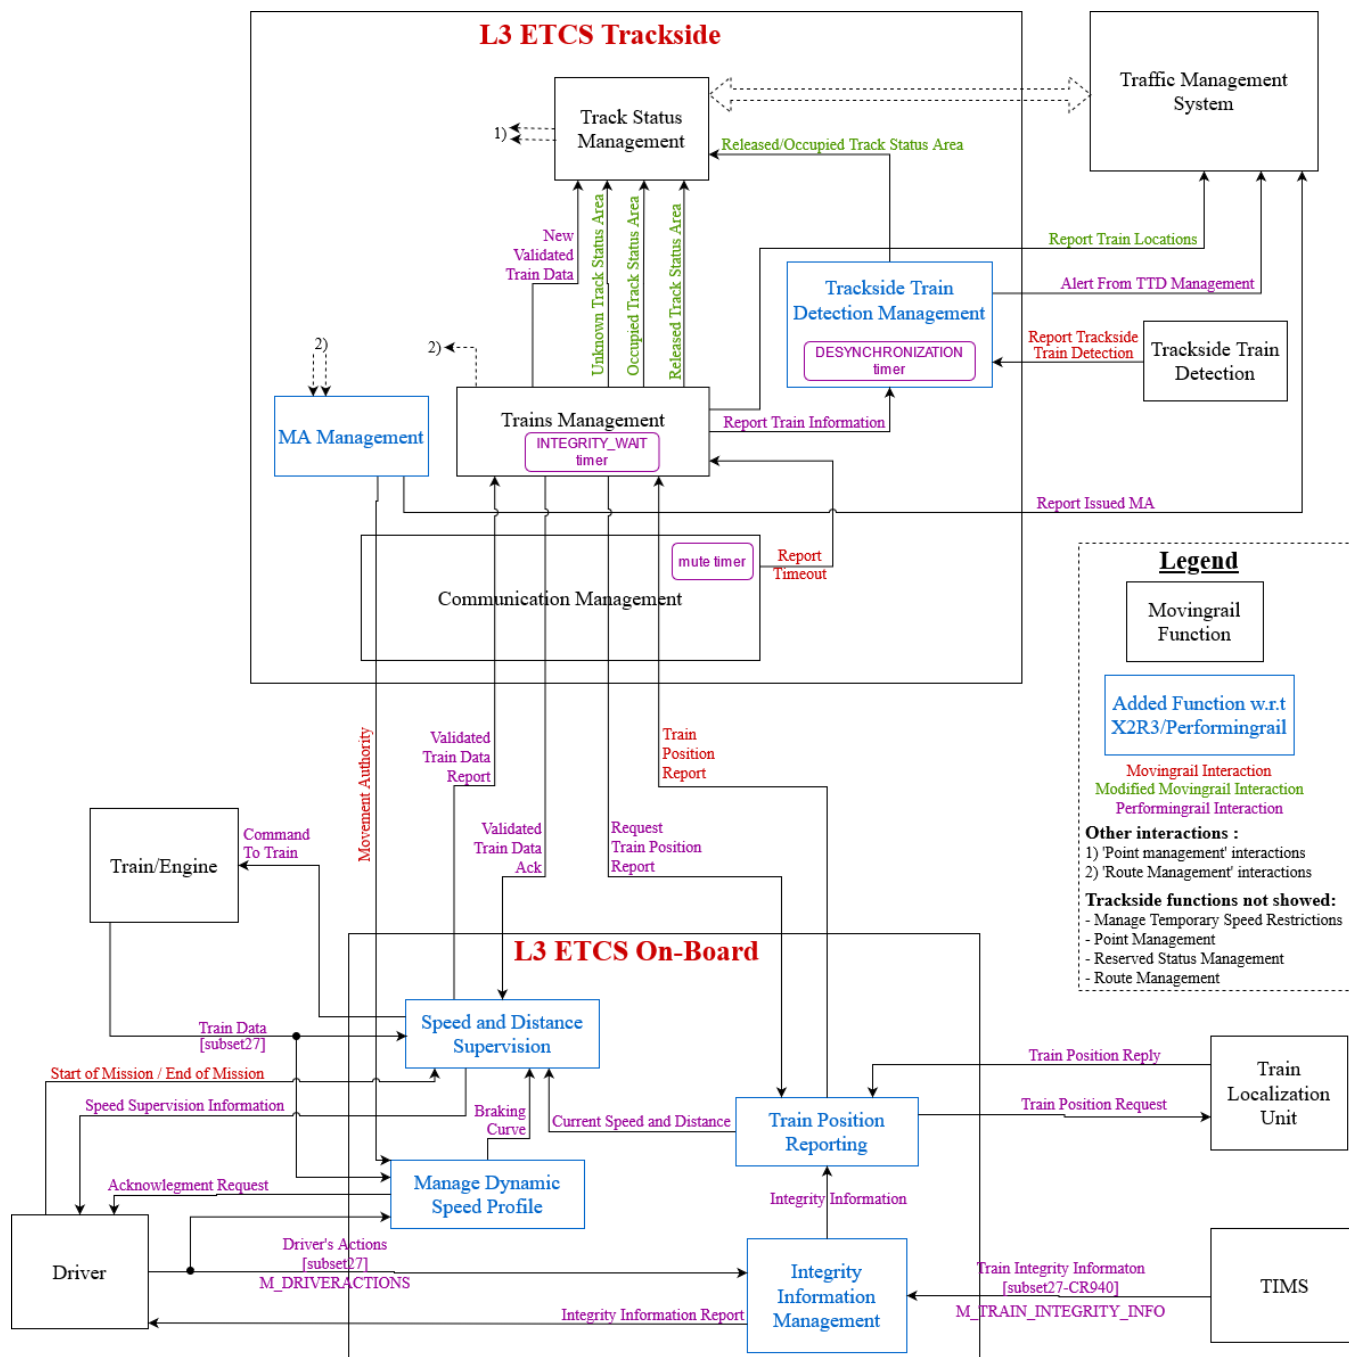 L3 ETCS Trackside
Track Status
Management
1)
Traffic Management
System
Released/Occupied Track Status Area
New
Validated
Train Data
Unknown Track Status Area
Occupied Track Status Area
Released Track Status Area
Report Train Locations
Trackside Train
Detection Management
DESYNCHRONIZATION
timer
Alert From TTD Management
Report Trackside
Train Detection
Trackside Train
Detection
2)
2)
MA Management
Trains Management
INTEGRITY_WAIT
timer
Report Train Information
Report Issued MA
mute timer
Report
Timeout
Communication Management
Legend
Movingrail
Function
Added Function w.r.t
X2R3/Performingrail
Movingrail Interaction
Modified Movingrail Interaction
Performingrail Interaction
Other interactions :
1) 'Point management' interactions
2) 'Route Management' interactions
Trackside functions not showed:
- Manage Temporary Speed Restrictions
- Point Management
- Reserved Status Management
- Route Management
Movement Authority
Validated
Train Data
Report
Train
Position
Report
Validated
Train Data
Ack
Request
Train Position
Report
Command
To Train
Train/Engine
L3 ETCS On-Board
Train Data
[subset27]
Speed and Distance
Supervision
Start of Mission / End of Mission
Speed Supervision Information
Braking
Curve
Current Speed and Distance
Train Position
Reporting
Train Position Reply
Train Position Request
Train
Localization
Unit
Acknowlegment Request
Manage Dynamic
Speed Profile
Integrity Information
Driver
Driver's Actions
[subset27]
M_DRIVERACTIONS
Integrity Information Report
Integrity
Information
Management
Train Integrity Informaton
[subset27-CR940]
M_TRAIN_INTEGRITY_INFO
TIMS